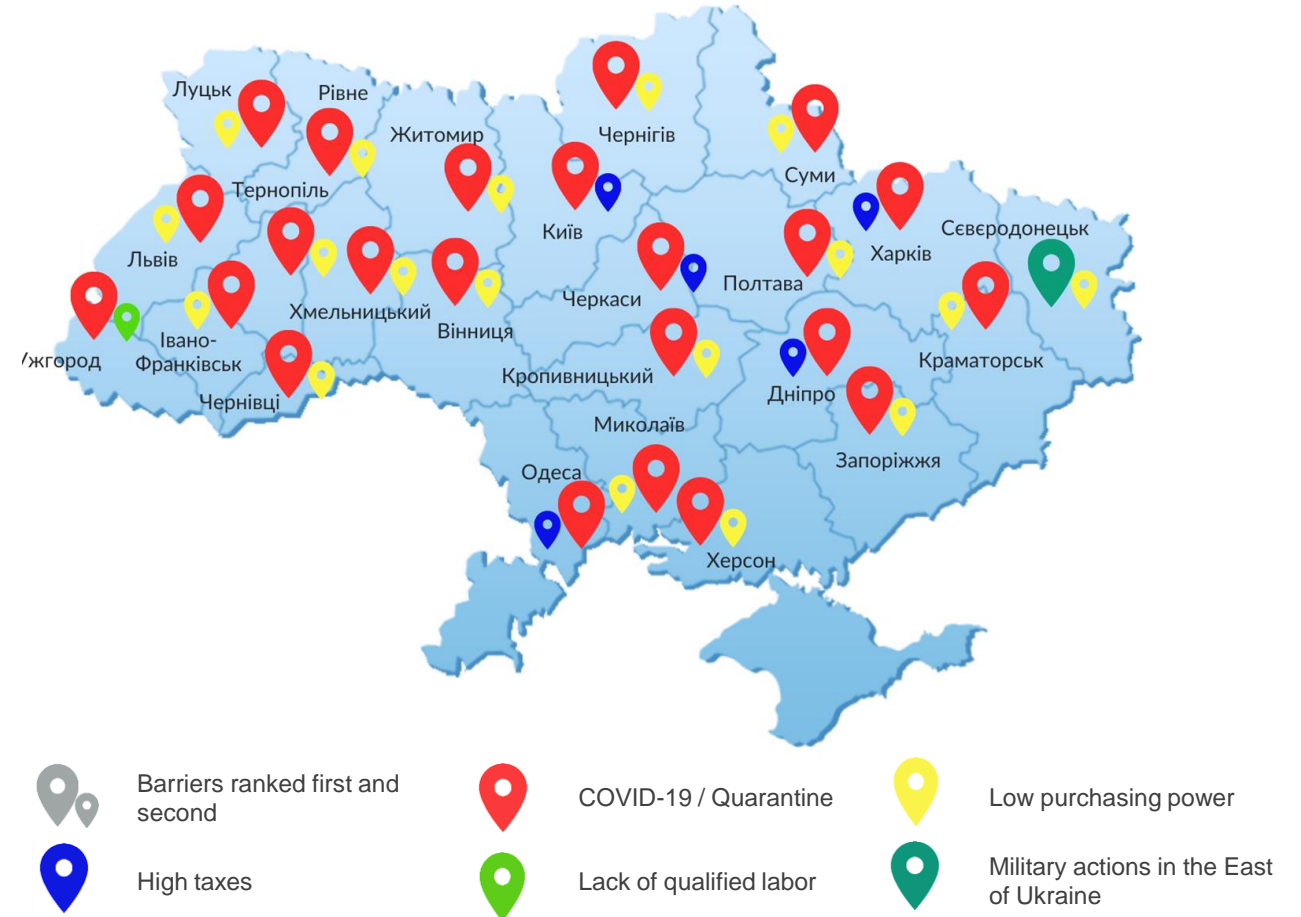 Луцьк
Рівне
Житомир
Чернігів
Суми
Тернопіль
Київ
Харків
Сєвєродонецьк
Львів
Хмельницький
Вінниця
Черкаси
Полтава
Ужгород
Івано-
Франківськ
Чернівці
Кропивницький
Дніпро
Краматорськ
Миколаїв
Запоріжжя
Одеса
Херсон
Barriers ranked first and
second
COVID-19 / Quarantine
Low purchasing power
High taxes
Lack of qualified labor
Military actions in the East
of Ukraine